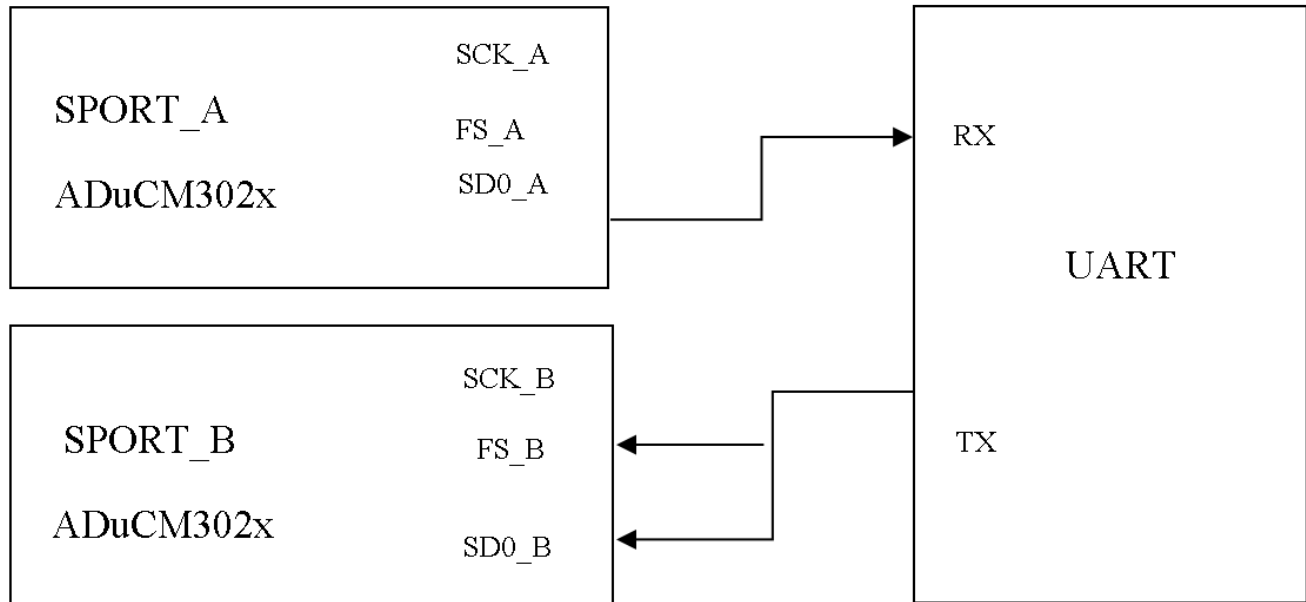 SCK_A
SPORT_A
FS_A
ADuCM302x
SD0_A
RX
UART
SCK_B
SPORT_B
FS_B
TX
ADuCM302x
SD0_B